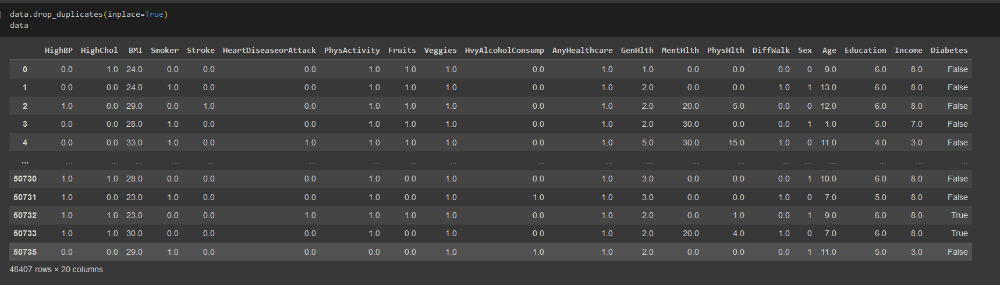 data.drop_duplicates(inplace=True)
data
HighBP HighChol BMI Smoker Stroke HeartDiseaseorAttack PhysActivity Fruits Veggies HvyAlcoholConsump AnyHealthcare GenHlth MentHlth PhysHlth DiffWalk Sex Age Education Income Diabetes
0 0.0 1.0 24.0 0.0 0.0 0.0 1.0 1.0 1.0 0.0 1.0 1.0 0.0 0.0 0.0 0 9.0 6.0 8.0 False
1 0.0 0.0 24.0 1.0 0.0 0.0 1.0 1.0 1.0 0.0 1.0 2.0 0.0 0.0 1.0 1 13.0 6.0 8.0 False
2 1.0 0.0 29.0 0.0 1.0 0.0 1.0 1.0 1.0 0.0 1.0 2.0 20.0 5.0 0.0 0 12.0 6.0 8.0 False
3 0.0 0.0 28.0 1.0 0.0 0.0 1.0 1.0 1.0 0.0 1.0 2.0 30.0 0.0 0.0 1 1.0 5.0 7.0 False
4 0.0 0.0 33.0 1.0 0.0 1.0 1.0 1.0 1.0 0.0 1.0 5.0 30.0 15.0 1.0 0 11.0 4.0 3.0 False
... ... ... ... ... ... ... ... ... ... ... ... ... ... ... ... ... ... ... ... ...
50730 1.0 1.0 28.0 0.0 0.0 0.0 1.0 0.0 1.0 0.0 1.0 3.0 0.0 0.0 0.0 1 10.0 6.0 8.0 False
50731 1.0 0.0 23.0 1.0 0.0 0.0 1.0 0.0 1.0 1.0 1.0 3.0 0.0 0.0 1.0 0 7.0 5.0 8.0 False
50732 1.0 1.0 23.0 0.0 0.0 1.0 1.0 1.0 1.0 0.0 1.0 2.0 0.0 1.0 0.0 1 9.0 6.0 8.0 True
50733 1.0 1.0 30.0 0.0 0.0 0.0 1.0 0.0 1.0 0.0 1.0 2.0 20.0 4.0 1.0 0 7.0 6.0 8.0 True
50735 0.0 0.0 29.0 1.0 0.0 0.0 0.0 0.0 1.0 1.0 1.0 2.0 0.0 0.0 0.0 1 11.0 5.0 3.0 False
48407 rows × 20 columns